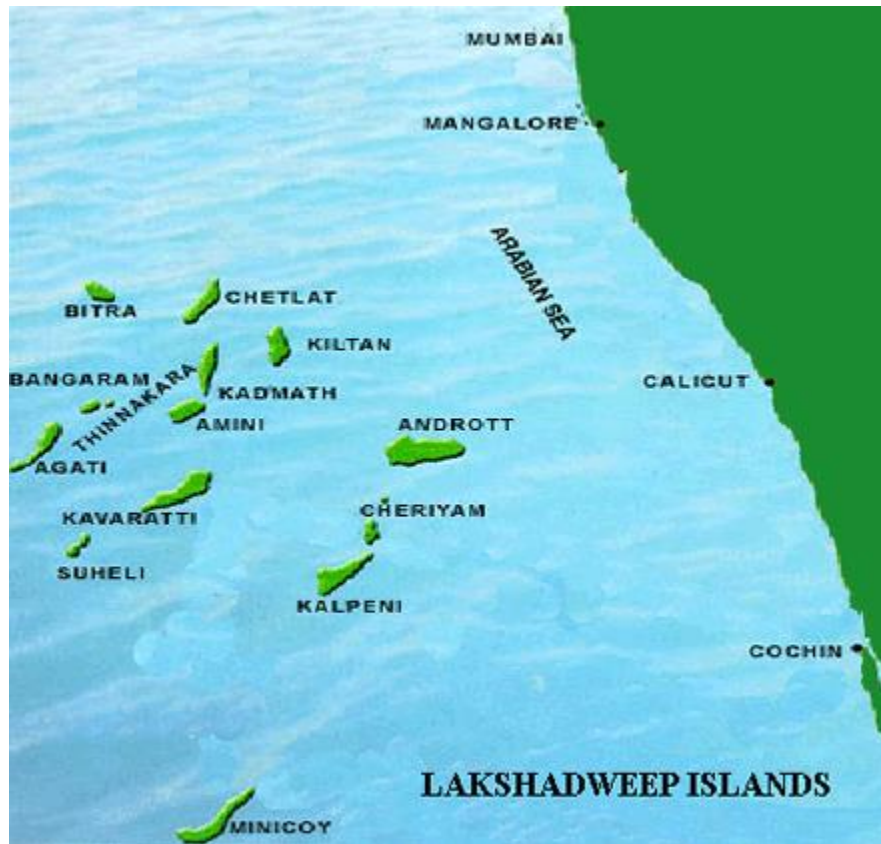 MUMBAI
MANGALORE
ARABIAN SEA
CHETLAT
BITRA
KILTAN
BANGARAM
THINNAKARA
KADMATH
CALICUT
AMINI
ANDROTT
AGATI
CHERIYAM
KAVARATTI
SUHELI
KALPENI
COCHIN
LAKSHADWEEP ISLANDS
MINICOY